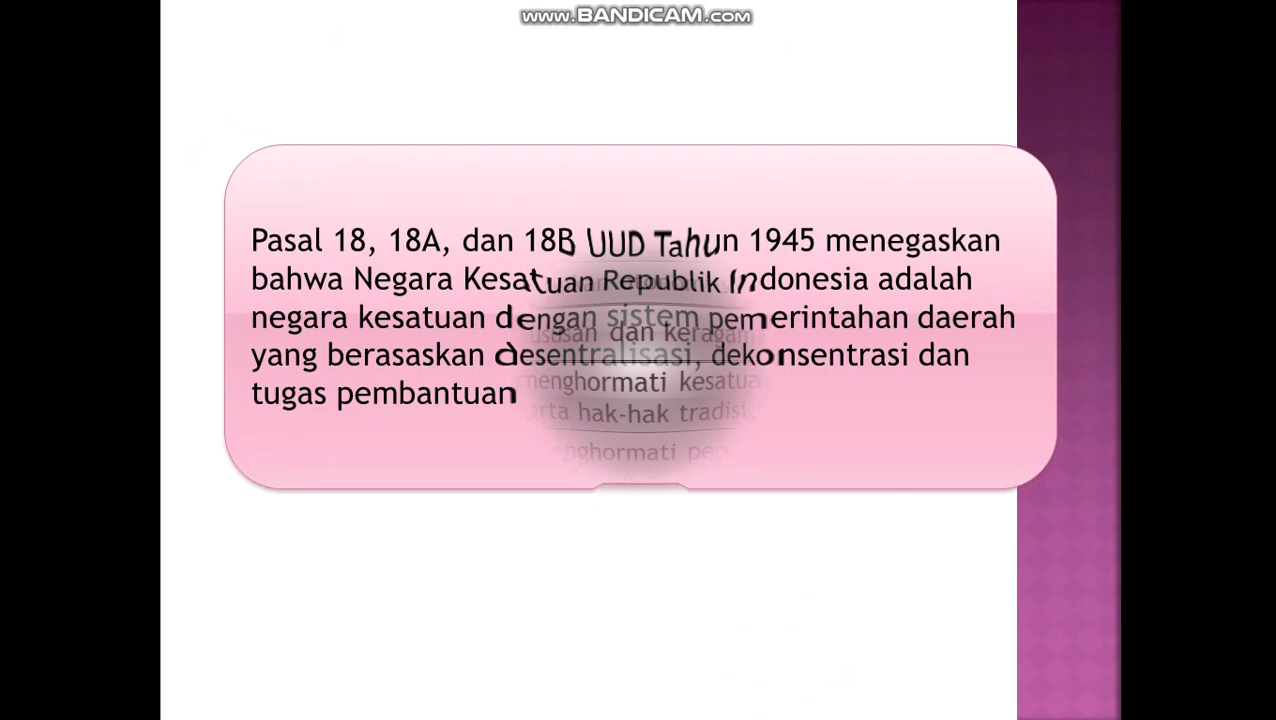 www.BANDICAM.com
Pasal 18, 18A, dan 18B UUD Tahun 1945 menegaskan
bahwa Negara Kesatuan Republik Indonesia adalah
negara kesatuan dengan sistem pemerintahan daerah
dan
yang berasaskan desentralisasi, dekonsentrasi dan
menghormati
tugas pembantuan
hak-hak